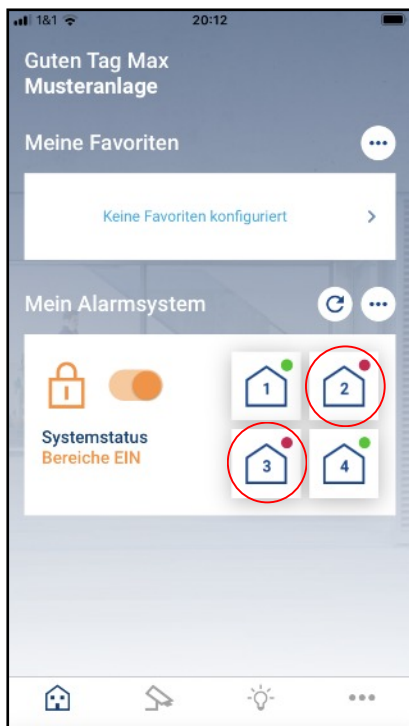 1&1 20:12
Guten Tag Max
Musteranlage
Meine Favoriten
Keine Favoriten konfiguriert
Mein Alarmsystem
1 2
Systemstatus
Bereiche EIN
3 4